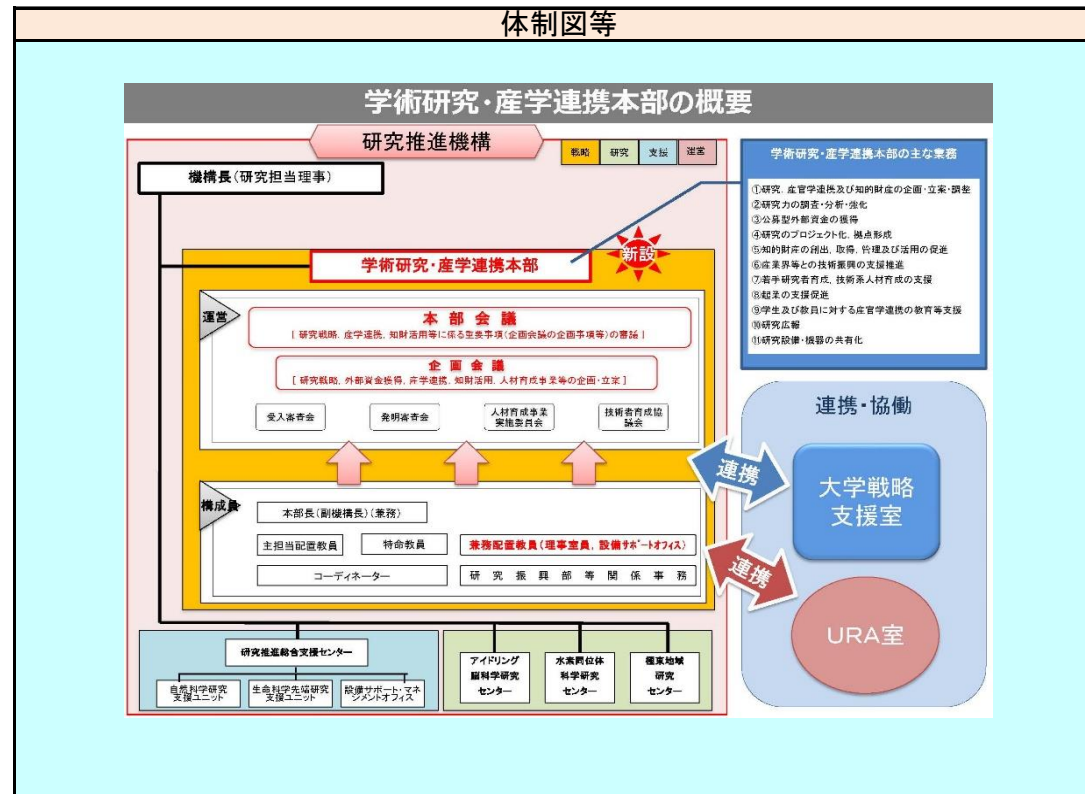 体制図等
学術研究・産学連携本部の概要
研究推進機構
戦略
研究
支援
運営
機構長(研究担当理事)
学術研究・産学連携本部
新設
運営
本部会議
[ 研究戦略、産学連携、知財活用等に係る重要事項(企画会議の企画事項等)の審議 ]
企画会議
[ 研究戦略、外部資金獲得、産学連携、知財活用、人材育成事業等の企画・立案 ]
受入審査会
発明審査会
人材育成事業
実施委員会
技術者育成協
議会
構成員
本部長(副機構長)(兼務)
主担当配置教員
特命教員
兼務配置教員(理事室員、設備サポートオフィス)
コーディネーター
研究振興部等関係事務
研究推進総合支援センター
自然科学研究
支援ユニット
生命科学先端研究
支援ユニット
設備サポート・マネ
ジメントオフィス
アイドリング
脳科学研究
センター
水素同位体
科学研究
センター
極東地域
研究
センター
学術研究・産学連携本部の主な業務
①研究、産官学連携及び知的財産の企画・立案・調整
②研究力の調査・分析・強化
③公募型外部資金の獲得
④研究のプロジェクト化、拠点形成
⑤知的財産の創出、取得、管理及び活用の促進
⑥産業界等との技術振興の支援推進
⑦若手研究者育成、技術系人材育成の支援
⑧起業の支援促進
⑨学生及び教員に対する産官学連携の教育等支援
⑩研究広報
⑪研究設備・機器の共有化
連携・協働
連携
大学戦略
支援室
連携
URA室